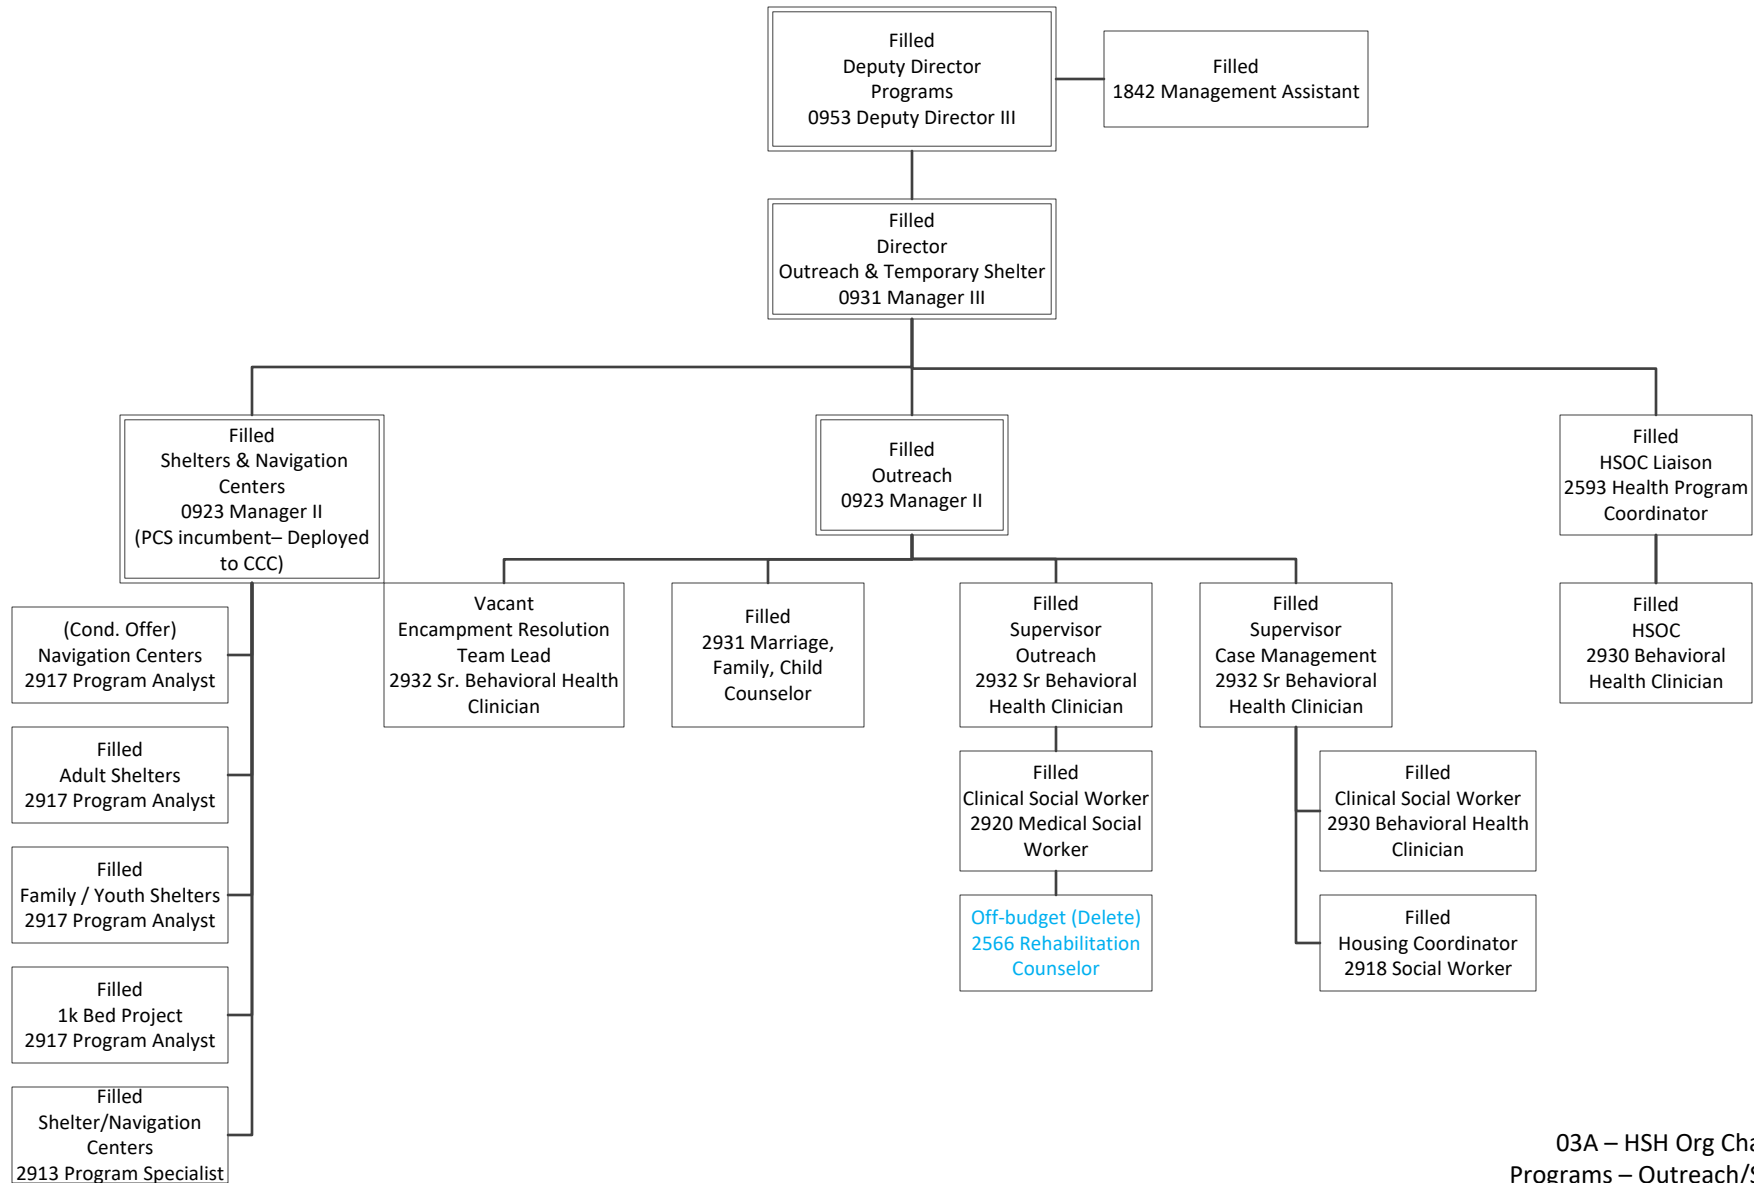 Filled
Deputy Director
Programs
0953 Deputy Director III
Filled
1842 Management Assistant
Filled
Director
Outreach & Temporary Shelter
0931 Manager III
Filled
Shelters & Navigation
Centers
0923 Manager II
(PCS incumbent– Deployed
to CCC)
Filled
Outreach
0923 Manager II
Filled
HSOC Liaison
2593 Health Program
Coordinator
(Cond. Offer)
Navigation Centers
2917 Program Analyst
Filled
Adult Shelters
2917 Program Analyst
Filled
Family / Youth Shelters
2917 Program Analyst
Filled
1k Bed Project
2917 Program Analyst
Filled
Shelter/Navigation
Centers
2913 Program Specialist
Vacant
Encampment Resolution
Team Lead
2932 Sr. Behavioral Health
Clinician
Filled
2931 Marriage,
Family, Child
Counselor
Filled
Supervisor
Outreach
2932 Sr Behavioral
Health Clinician
Filled
Clinical Social Worker
2920 Medical Social
Worker
Off-budget (Delete)
2566 Rehabilitation
Counselor
Filled
Supervisor
Case Management
2932 Sr Behavioral
Health Clinician
Filled
Clinical Social Worker
2930 Behavioral Health
Clinician
Filled
Housing Coordinator
2918 Social Worker
Filled
HSOC
2930 Behavioral
Health Clinician
03A – HSH Org Cha
Programs – Outreach/S